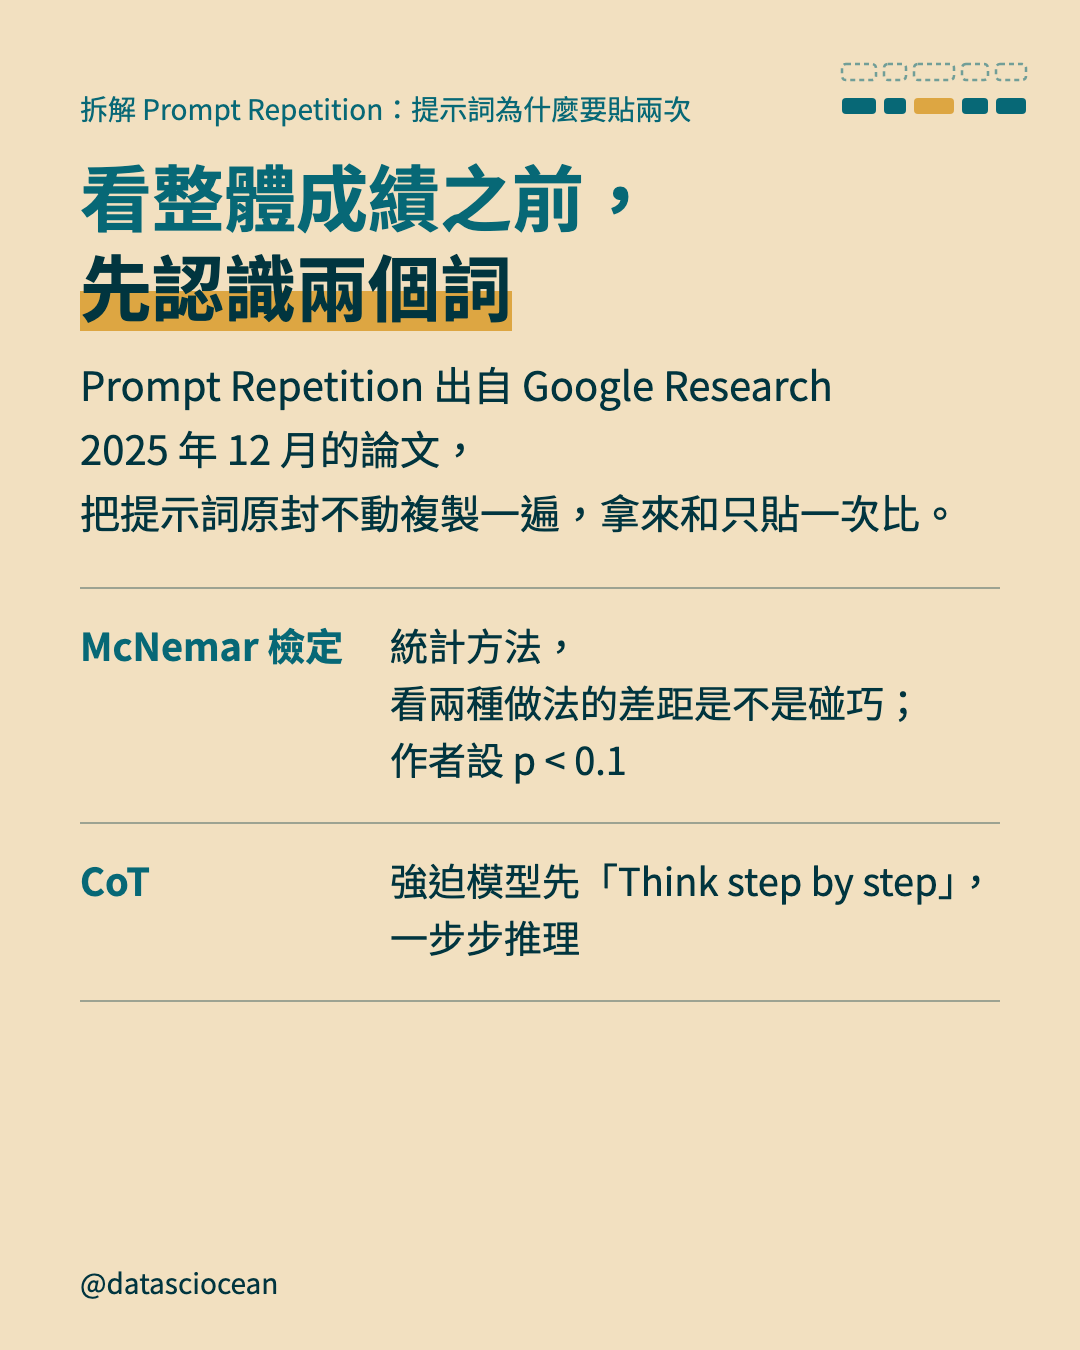 拆解 Prompt Repetition：提示詞為什麼要貼兩次
看整體成績之前，
先認識兩個詞
Prompt Repetition 出自 Google Research
2025 年 12 月的論文，
把提示詞原封不動複製一遍，拿來和只貼一次比。
McNemar 檢定
統計方法，
看兩種做法的差距是不是碰巧；
作者設 p < 0.1
CoT
強迫模型先「Think step by step」，
一步步推理
@datasciocean